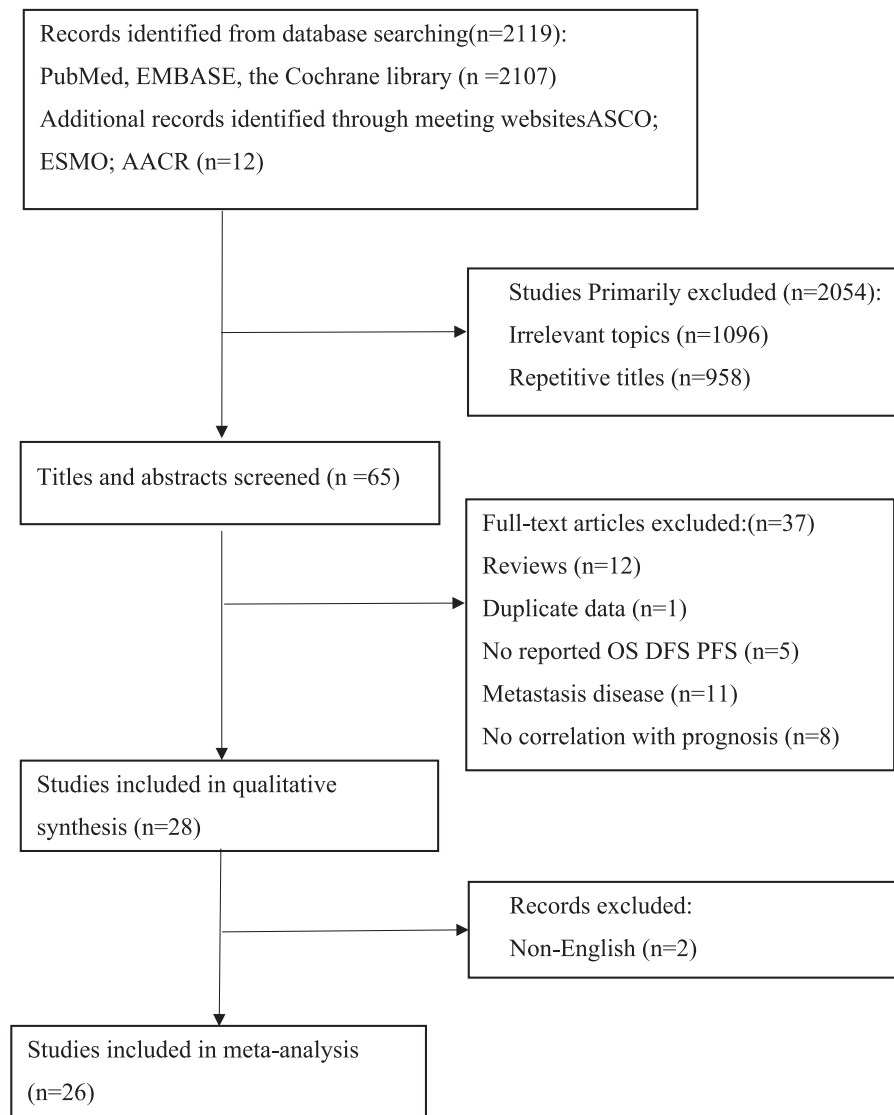 Records identified from database searching(n=2119):
PubMed, EMBASE, the Cochrane library (n =2107)
Additional records identified through meeting websitesASCO;
ESMO; AACR (n=12)
Studies Primarily excluded (n=2054):
Irrelevant topics (n=1096)
Repetitive titles (n=958)
Titles and abstracts screened (n =65)
Full-text articles excluded:(n=37)
Reviews (n=12)
Duplicate data (n=1)
No reported OS DFS PFS (n=5)
Metastasis disease (n=11)
No correlation with prognosis (n=8)
Studies included in qualitative
synthesis (n=28)
Records excluded:
Non-English (n=2)
Studies included in meta-analysis
(n=26)